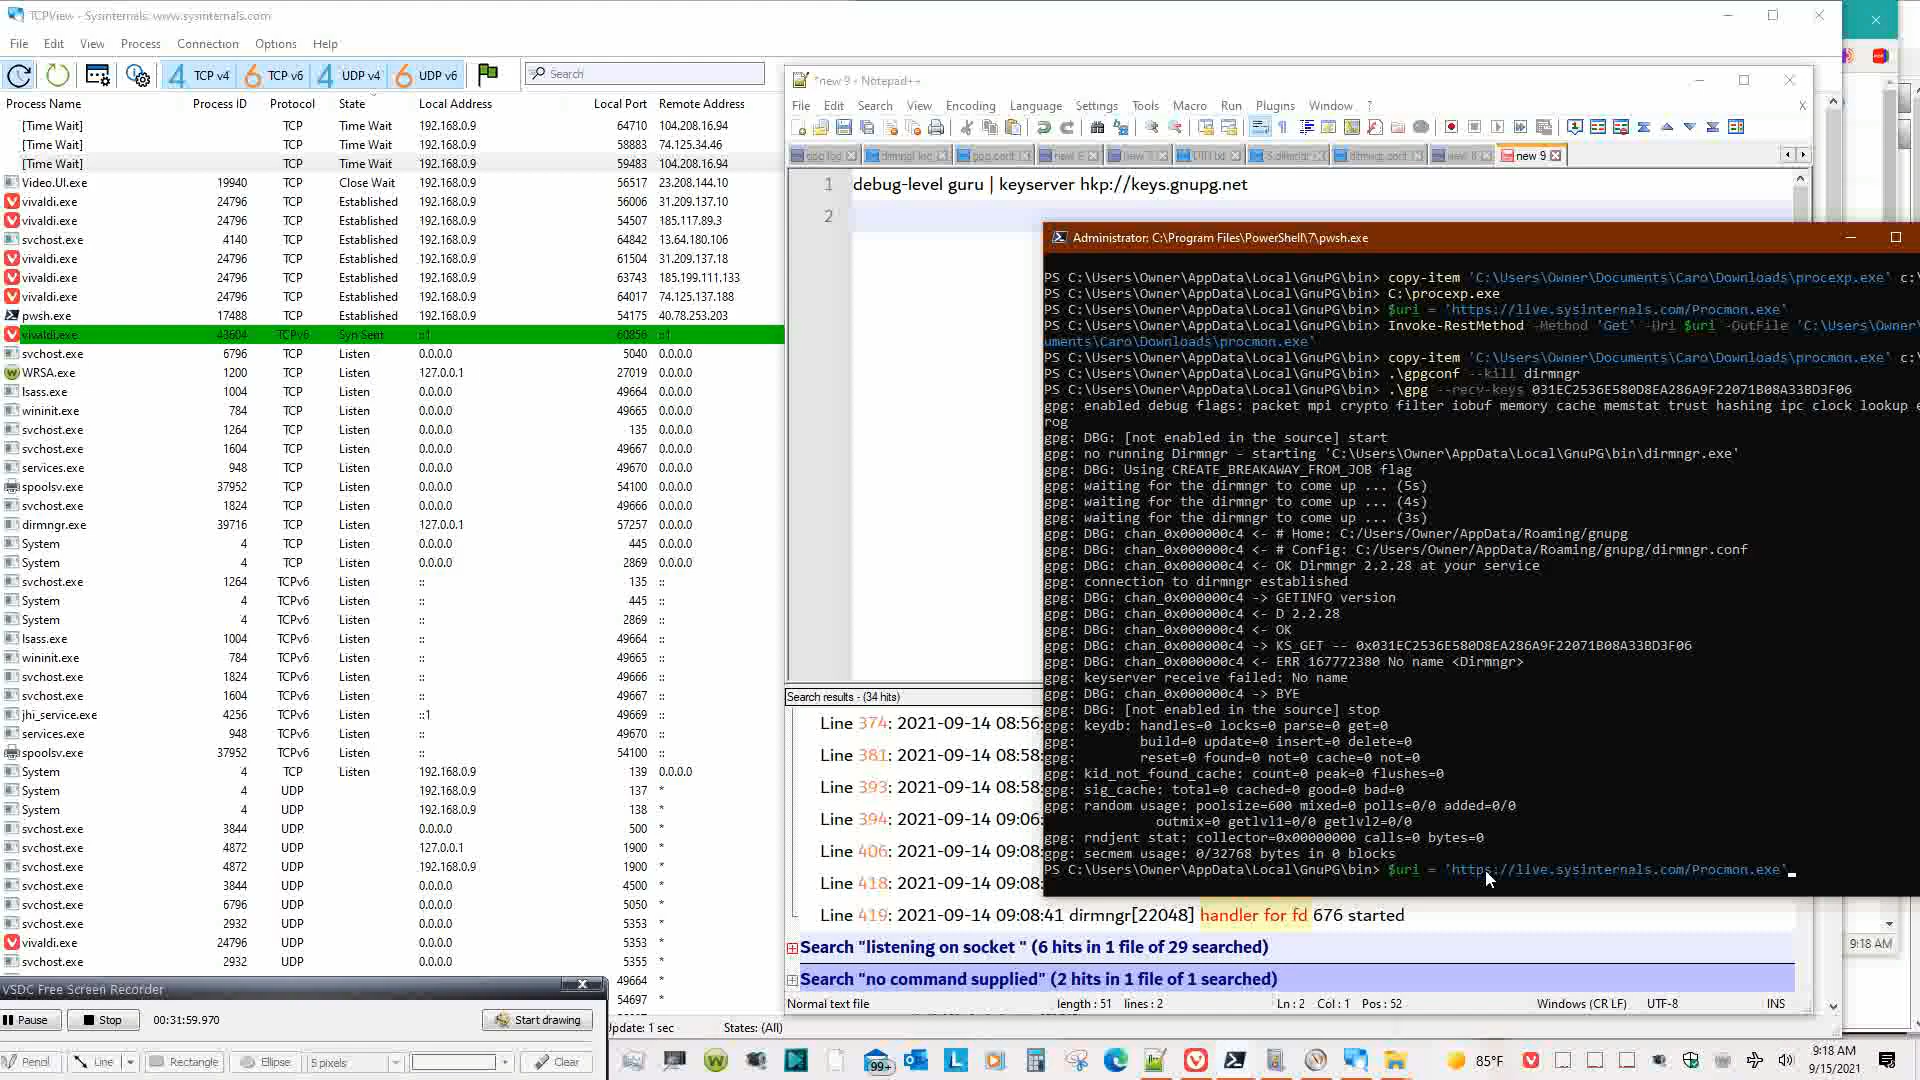 TCPView - Sysinternals: www.sysinternals.com
File Edit View Process Connection Options Help
4 TCP v4 6 TCP v6 4 UDP v4 6 UDP v6 Search
Process Name Process ID Protocol State Local Address Local Port Remote Address
[Time Wait] TCP Time Wait 192.168.0.9 64710 104.208.16.94
[Time Wait] TCP Time Wait 192.168.0.9 58883 74.125.34.46
[Time Wait] TCP Time Wait 192.168.0.9 59483 104.208.16.94
Video.UI.exe 19940 TCP Close Wait 192.168.0.9 56517 23.208.144.10
vivaldi.exe 24796 TCP Established 192.168.0.9 56006 31.209.137.10
vivaldi.exe 24796 TCP Established 192.168.0.9 54507 185.117.89.3
svchost.exe 4140 TCP Established 192.168.0.9 64842 13.64.180.106
vivaldi.exe 24796 TCP Established 192.168.0.9 61504 31.209.137.18
vivaldi.exe 24796 TCP Established 192.168.0.9 63743 185.199.111.133
vivaldi.exe 24796 TCP Established 192.168.0.9 64017 74.125.137.188
pwsh.exe 17488 TCP Established 192.168.0.9 54175 40.78.253.203
vivaldi.exe 43604 TCPv6 Syn Sent ::1 60856 ::1
svchost.exe 6796 TCP Listen 0.0.0.0 5040 0.0.0.0
WRSA.exe 1200 TCP Listen 127.0.0.1 27019 0.0.0.0
lsass.exe 1004 TCP Listen 0.0.0.0 49664 0.0.0.0
wininit.exe 784 TCP Listen 0.0.0.0 49665 0.0.0.0
svchost.exe 1264 TCP Listen 0.0.0.0 135 0.0.0.0
svchost.exe 1604 TCP Listen 0.0.0.0 49667 0.0.0.0
services.exe 948 TCP Listen 0.0.0.0 49670 0.0.0.0
spoolsv.exe 37952 TCP Listen 0.0.0.0 54100 0.0.0.0
svchost.exe 1824 TCP Listen 0.0.0.0 49666 0.0.0.0
dirmngr.exe 39716 TCP Listen 127.0.0.1 57257 0.0.0.0
System 4 TCP Listen 0.0.0.0 445 0.0.0.0
System 4 TCP Listen 0.0.0.0 2869 0.0.0.0
svchost.exe 1264 TCPv6 Listen :: 135 ::
System 4 TCPv6 Listen :: 445 ::
System 4 TCPv6 Listen :: 2869 ::
lsass.exe 1004 TCPv6 Listen :: 49664 ::
wininit.exe 784 TCPv6 Listen :: 49665 ::
svchost.exe 1824 TCPv6 Listen :: 49666 ::
svchost.exe 1604 TCPv6 Listen :: 49667 ::
jhi_service.exe 4256 TCPv6 Listen ::1 49669 ::
services.exe 948 TCPv6 Listen :: 49670 ::
spoolsv.exe 37952 TCPv6 Listen :: 54100 ::
System 4 TCP Listen 192.168.0.9 139 0.0.0.0
System 4 UDP 192.168.0.9 137 *
System 4 UDP 192.168.0.9 138 *
svchost.exe 3844 UDP 0.0.0.0 500 *
svchost.exe 4872 UDP 127.0.0.1 1900 *
svchost.exe 4872 UDP 192.168.0.9 1900 *
svchost.exe 3844 UDP 0.0.0.0 4500 *
svchost.exe 6796 UDP 0.0.0.0 5050 *
svchost.exe 2932 UDP 0.0.0.0 5353 *
vivaldi.exe 24796 UDP 0.0.0.0 5353 *
svchost.exe 2932 UDP 0.0.0.0 5355 *
49664 *
54697 *
Update: 1 sec States: (All)
VSDC Free Screen Recorder
Pause Stop 00:31:59.970 Start drawing
Pencil Line Rectangle Ellipse 5 pixels Clear
*new 9 - Notepad++
File Edit Search View Encoding Language Settings Tools Macro Run Plugins Window ? X
new 9
1 debug-level guru | keyserver hkp://keys.gnupg.net
2
Administrator: C:\Program Files\PowerShell\7\pwsh.exe
PS C:\Users\Owner\AppData\Local\GnuPG\bin> copy-item 'C:\Users\Owner\Documents\Caro\Downloads\procexp.exe' c:\
PS C:\Users\Owner\AppData\Local\GnuPG\bin> C:\procexp.exe
PS C:\Users\Owner\AppData\Local\GnuPG\bin> $uri = 'https://live.sysinternals.com/Procmon.exe'
PS C:\Users\Owner\AppData\Local\GnuPG\bin> Invoke-RestMethod -Method 'Get' -Uri $uri -OutFile 'C:\Users\Owner
uments\Caro\Downloads\procmon.exe'
PS C:\Users\Owner\AppData\Local\GnuPG\bin> copy-item 'C:\Users\Owner\Documents\Caro\Downloads\procmon.exe' c:
PS C:\Users\Owner\AppData\Local\GnuPG\bin> .\gpgconf --kill dirmngr
PS C:\Users\Owner\AppData\Local\GnuPG\bin> .\gpg --recv-keys 031EC2536E580D8EA286A9F22071B08A33BD3F06
gpg: enabled debug flags: packet mpi crypto filter iobuf memory cache memstat trust hashing ipc clock lookup e
rog
gpg: DBG: [not enabled in the source] start
gpg: no running Dirmngr - starting 'C:\Users\Owner\AppData\Local\GnuPG\bin\dirmngr.exe'
gpg: DBG: Using CREATE_BREAKAWAY_FROM_JOB flag
gpg: waiting for the dirmngr to come up ... (5s)
gpg: waiting for the dirmngr to come up ... (4s)
gpg: waiting for the dirmngr to come up ... (3s)
gpg: DBG: chan_0x000000c4 <- # Home: C:/Users/Owner/AppData/Roaming/gnupg
gpg: DBG: chan_0x000000c4 <- # Config: C:/Users/Owner/AppData/Roaming/gnupg/dirmngr.conf
gpg: DBG: chan_0x000000c4 <- OK Dirmngr 2.2.28 at your service
gpg: connection to dirmngr established
gpg: DBG: chan_0x000000c4 -> GETINFO version
gpg: DBG: chan_0x000000c4 <- D 2.2.28
gpg: DBG: chan_0x000000c4 <- OK
gpg: DBG: chan_0x000000c4 -> KS_GET -- 0x031EC2536E580D8EA286A9F22071B08A33BD3F06
gpg: DBG: chan_0x000000c4 <- ERR 167772380 No name <Dirmngr>
gpg: keyserver receive failed: No name
gpg: DBG: chan_0x000000c4 -> BYE
gpg: DBG: [not enabled in the source] stop
gpg: keydb: handles=0 locks=0 parse=0 get=0
gpg: build=0 update=0 insert=0 delete=0
gpg: reset=0 found=0 not=0 cache=0 not=0
gpg: kid_not_found_cache: count=0 peak=0 flushes=0
gpg: sig_cache: total=0 cached=0 good=0 bad=0
gpg: random usage: poolsize=600 mixed=0 polls=0/0 added=0/0
outmix=0 getlvl1=0/0 getlvl2=0/0
gpg: rndjent stat: collector=0x00000000 calls=0 bytes=0
gpg: secmem usage: 0/32768 bytes in 0 blocks
PS C:\Users\Owner\AppData\Local\GnuPG\bin> $uri = 'https://live.sysinternals.com/Procmon.exe'
Search results - (34 hits)
Line 374: 2021-09-14 08:56:
Line 381: 2021-09-14 08:58:
Line 393: 2021-09-14 08:58:
Line 394: 2021-09-14 09:06:
Line 406: 2021-09-14 09:08:
Line 418: 2021-09-14 09:08:
Line 419: 2021-09-14 09:08:41 dirmngr[22048] handler for fd 676 started
Search "listening on socket " (6 hits in 1 file of 29 searched)
Search "no command supplied" (2 hits in 1 file of 1 searched)
Normal text file length : 51 lines : 2 Ln : 2 Col : 1 Pos : 52 Windows (CR LF) UTF-8 INS
9:18 AM
99+ 85°F 9:18 AM
9/15/2021